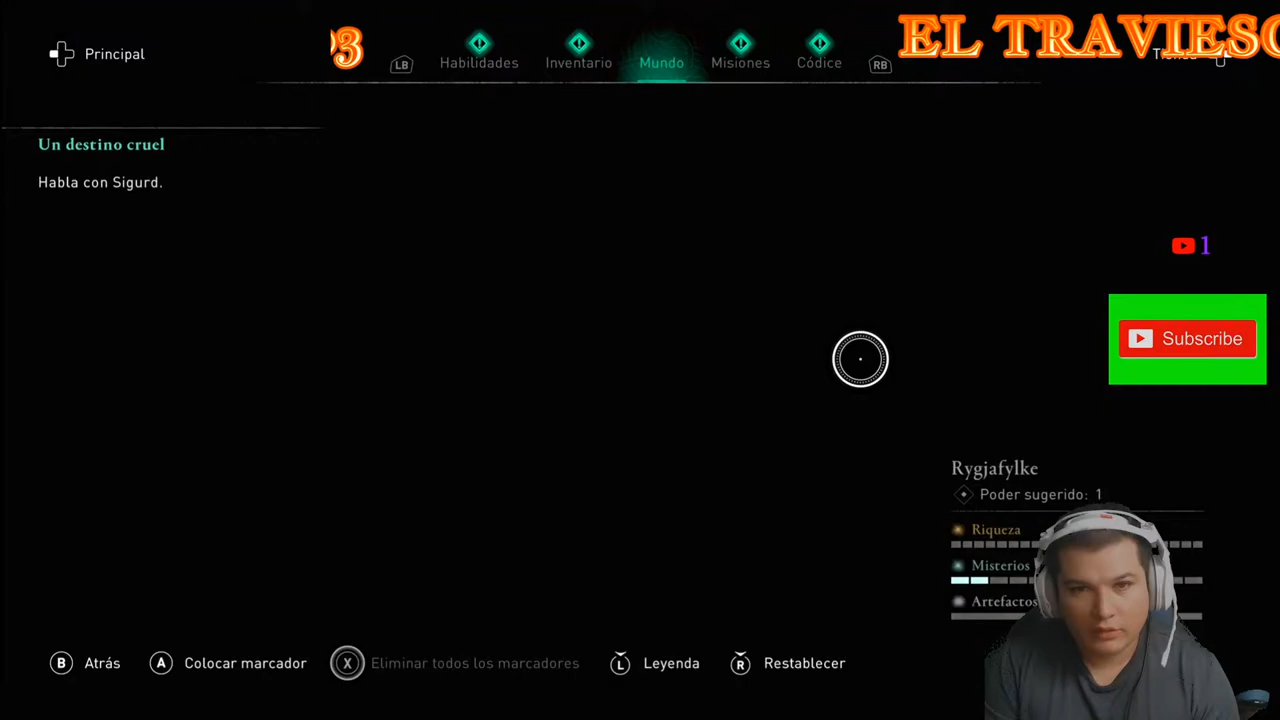 Principal
93
LB
Habilidades
Inventario
Mundo
Misiones
Códice
RB
EL TRAVIESO
Un destino cruel
Habla con Sigurd.
1
Subscribe
Rygjafylke
Poder sugerido: 1
Riqueza
Misterios
Artefactos
B Atrás
A Colocar marcador
X Eliminar todos los marcadores
L Leyenda
R Restablecer